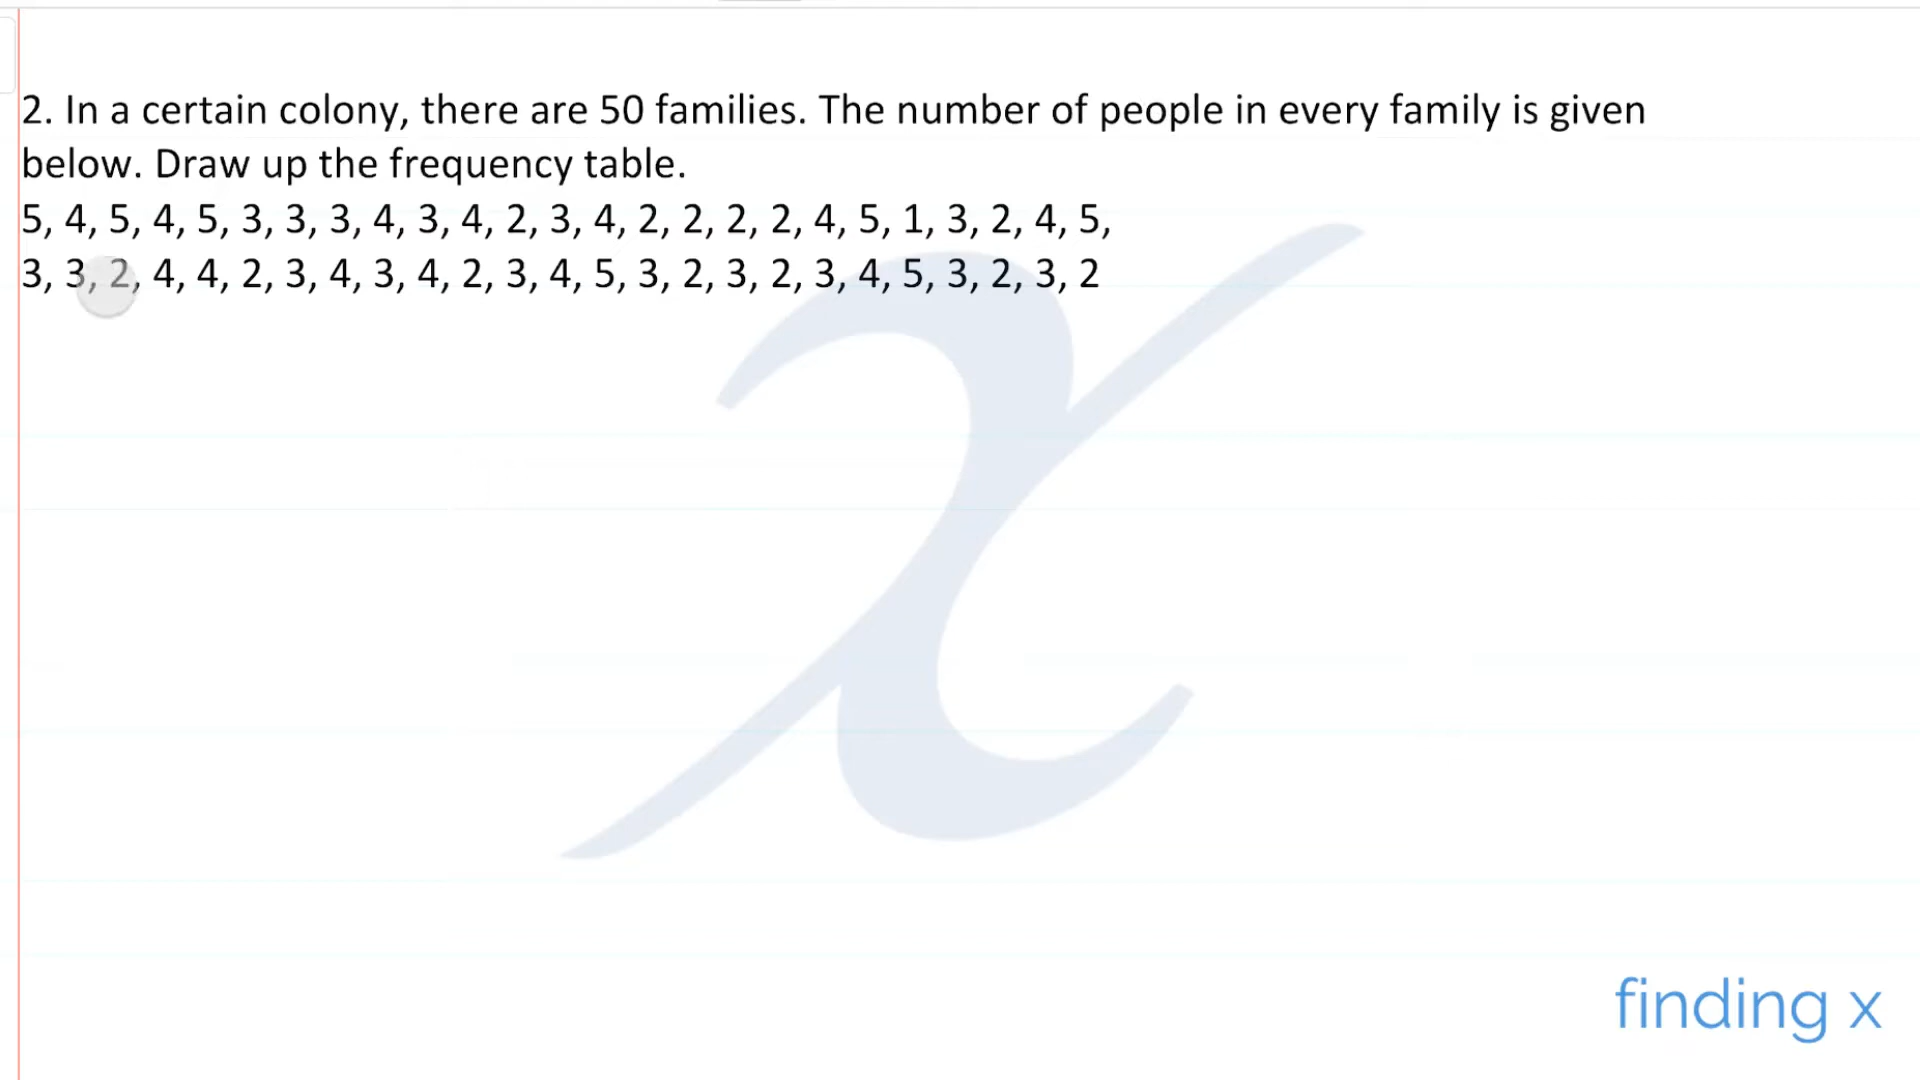 2. In a certain colony, there are 50 families. The number of people in every family is given
below. Draw up the frequency table.
5, 4, 5, 4, 5, 3, 3, 3, 4, 3, 4, 2, 3, 4, 2, 2, 2, 2, 4, 5, 1, 3, 2, 4, 5,
3, 3, 2, 4, 4, 2, 3, 4, 3, 4, 2, 3, 4, 5, 3, 2, 3, 2, 3, 4, 5, 3, 2, 3, 2
x
finding x